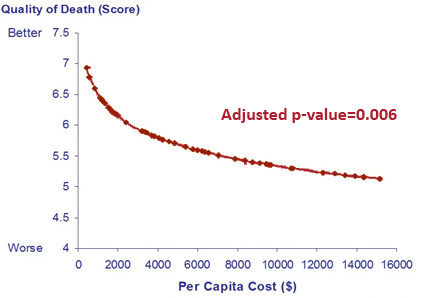 Quality of Death (Score)
Better
7.5
7
6.5
6
5.5
5
4.5
Worse
4
Adjusted p-value=0.006
0 2000 4000 6000 8000 10000 12000 14000 16000
Per Capita Cost ($)